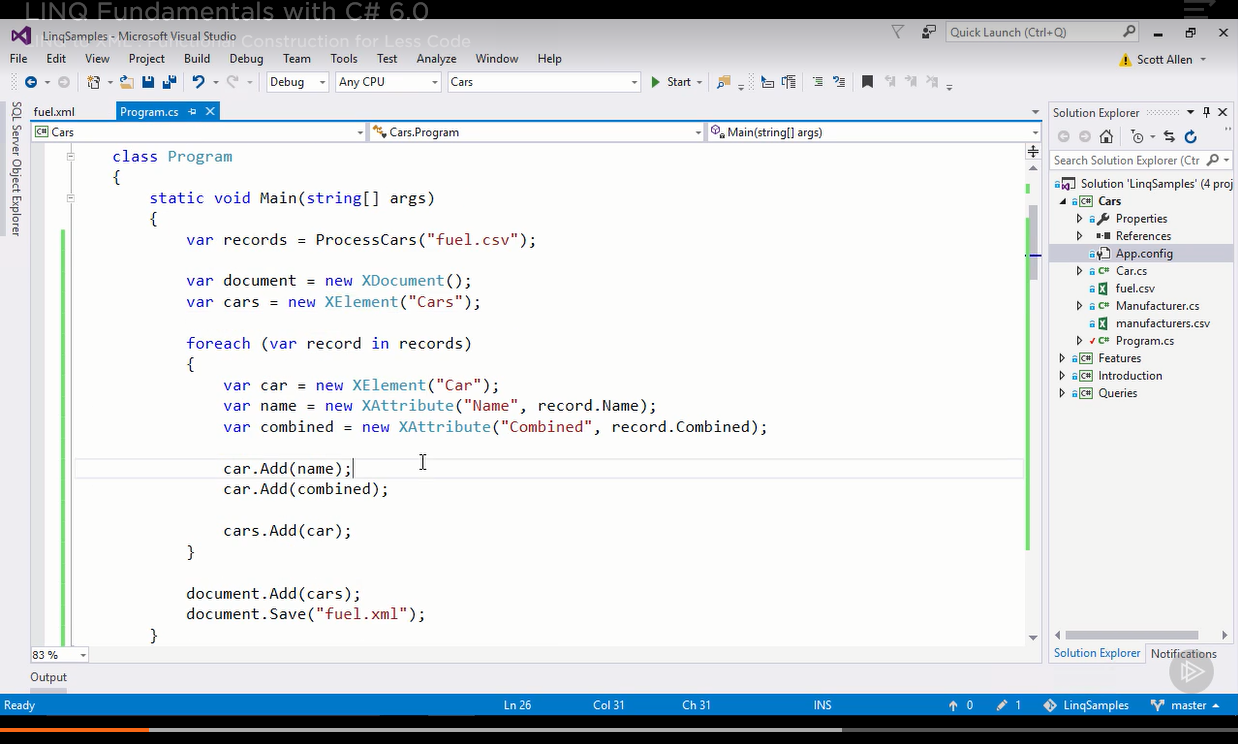 LINQ Fundamentals with C# 6.0
LINQ to XML : Functional Construction for Less Code
LinqSamples - Microsoft Visual Studio
Quick Launch (Ctrl+Q)
File Edit View Project Build Debug Team Tools Test Analyze Window Help
Scott Allen
Debug Any CPU Cars Start
SQL Server Object Explorer
fuel.xml Program.cs
Cars Cars.Program Main(string[] args)
class Program
{
static void Main(string[] args)
{
var records = ProcessCars("fuel.csv");
var document = new XDocument();
var cars = new XElement("Cars");
foreach (var record in records)
{
var car = new XElement("Car");
var name = new XAttribute("Name", record.Name);
var combined = new XAttribute("Combined", record.Combined);
car.Add(name);
car.Add(combined);
cars.Add(car);
}
document.Add(cars);
document.Save("fuel.xml");
}
83 %
Output
Solution Explorer
Search Solution Explorer (Ctr
Solution 'LinqSamples' (4 proj
C# Cars
Properties
References
App.config
C# Car.cs
fuel.csv
C# Manufacturer.cs
manufacturers.csv
C# Program.cs
C# Features
C# Introduction
C# Queries
Solution Explorer Notifications
Ready Ln 26 Col 31 Ch 31 INS 0 1 LinqSamples master